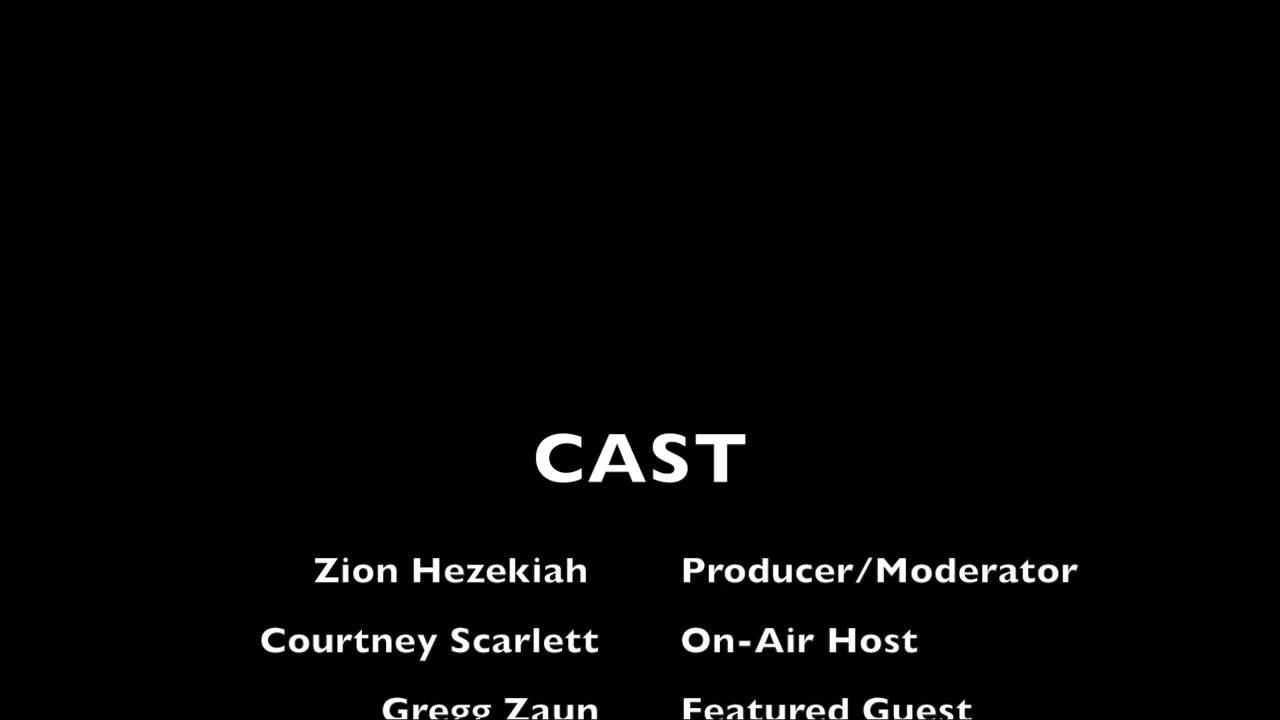 CAST
Zion Hezekiah Producer/Moderator
Courtney Scarlett On-Air Host
Gregg Zaun Featured Guest